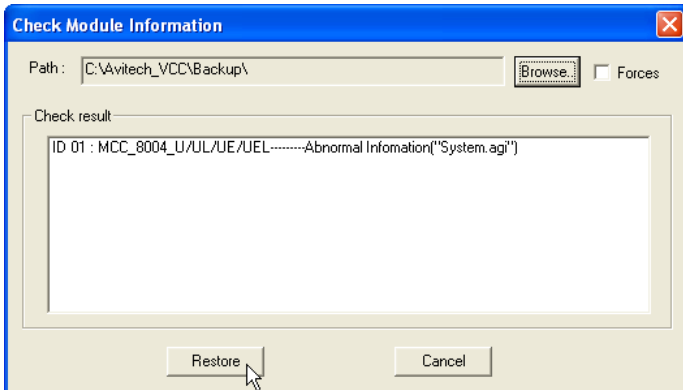 Check Module Information
Path : C:\Avitech_VCC\Backup\ Browse.. Forces
Check result
ID 01 : MCC_8004_U/UL/UE/UEL---------Abnormal Infomation("System.agi")
Restore Cancel